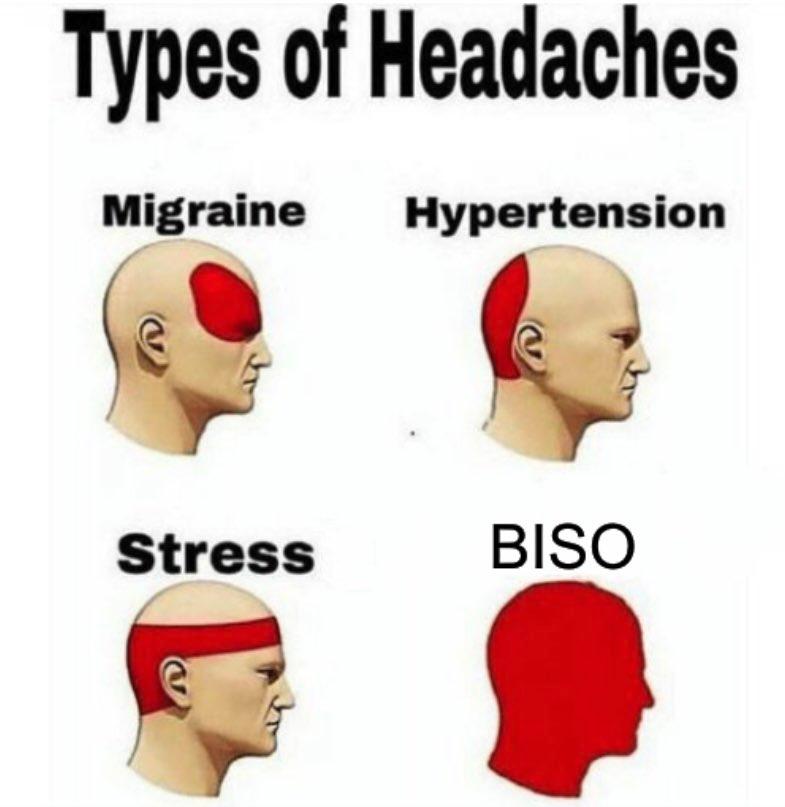 Types of Headaches
Migraine
Hypertension
Stress
BISO